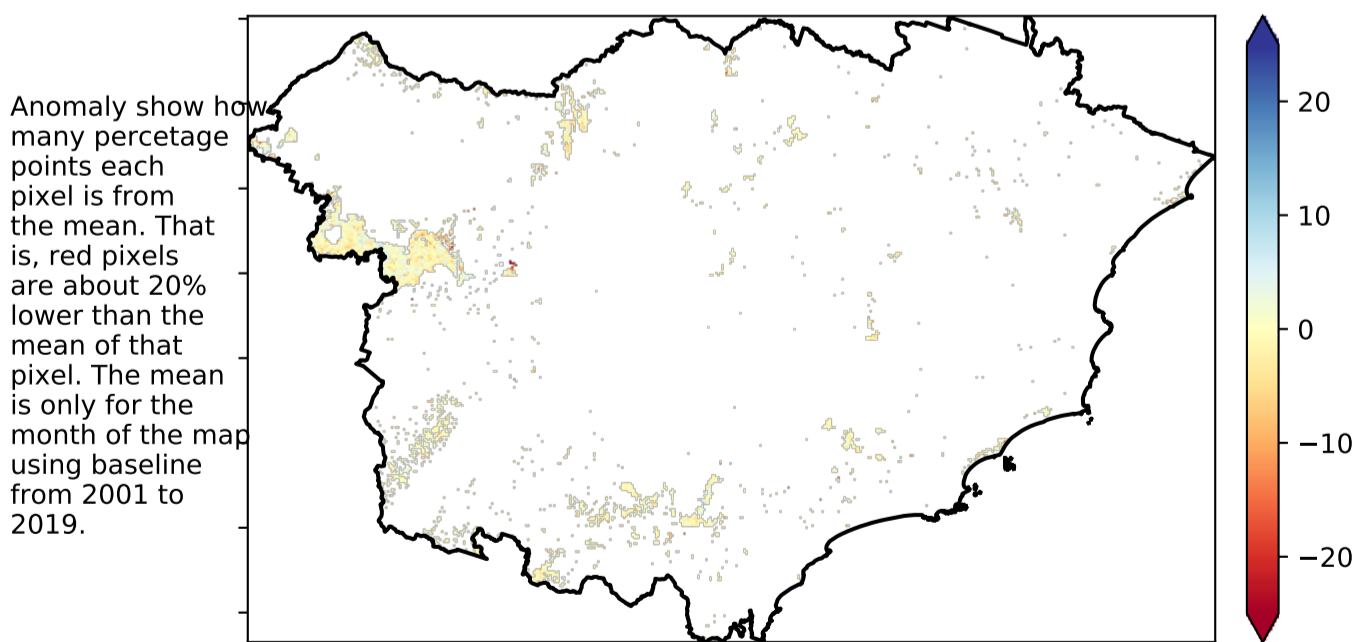 Anomaly show how
many percetage
points each
pixel is from
the mean. That
is, red pixels
are about 20%
lower than the
mean of that
pixel. The mean
is only for the
month of the map
using baseline
from 2001 to
2019.
20
10
0
−10
−20